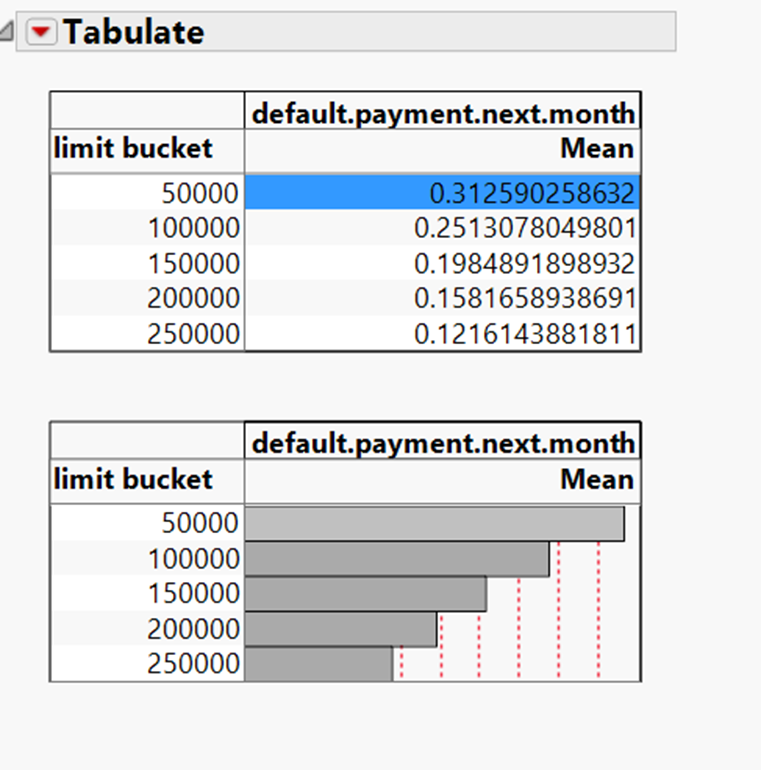 Tabulate
default.payment.next.month
limit bucket Mean
50000 0.312590258632
100000 0.2513078049801
150000 0.1984891898932
200000 0.1581658938691
250000 0.1216143881811
default.payment.next.month
limit bucket Mean
50000
100000
150000
200000
250000